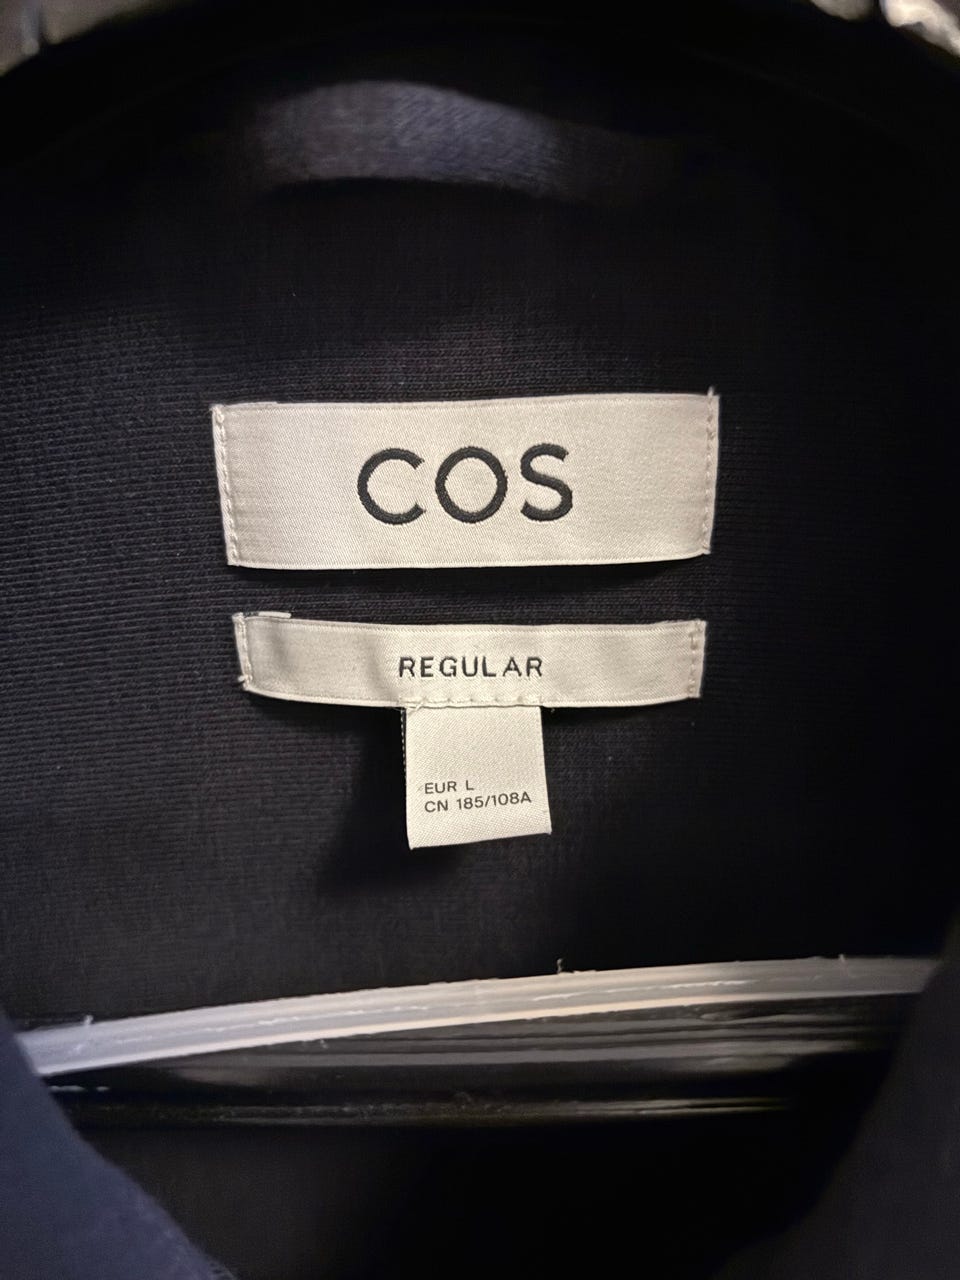 COS
REGULAR
EUR L
CN 185/108A